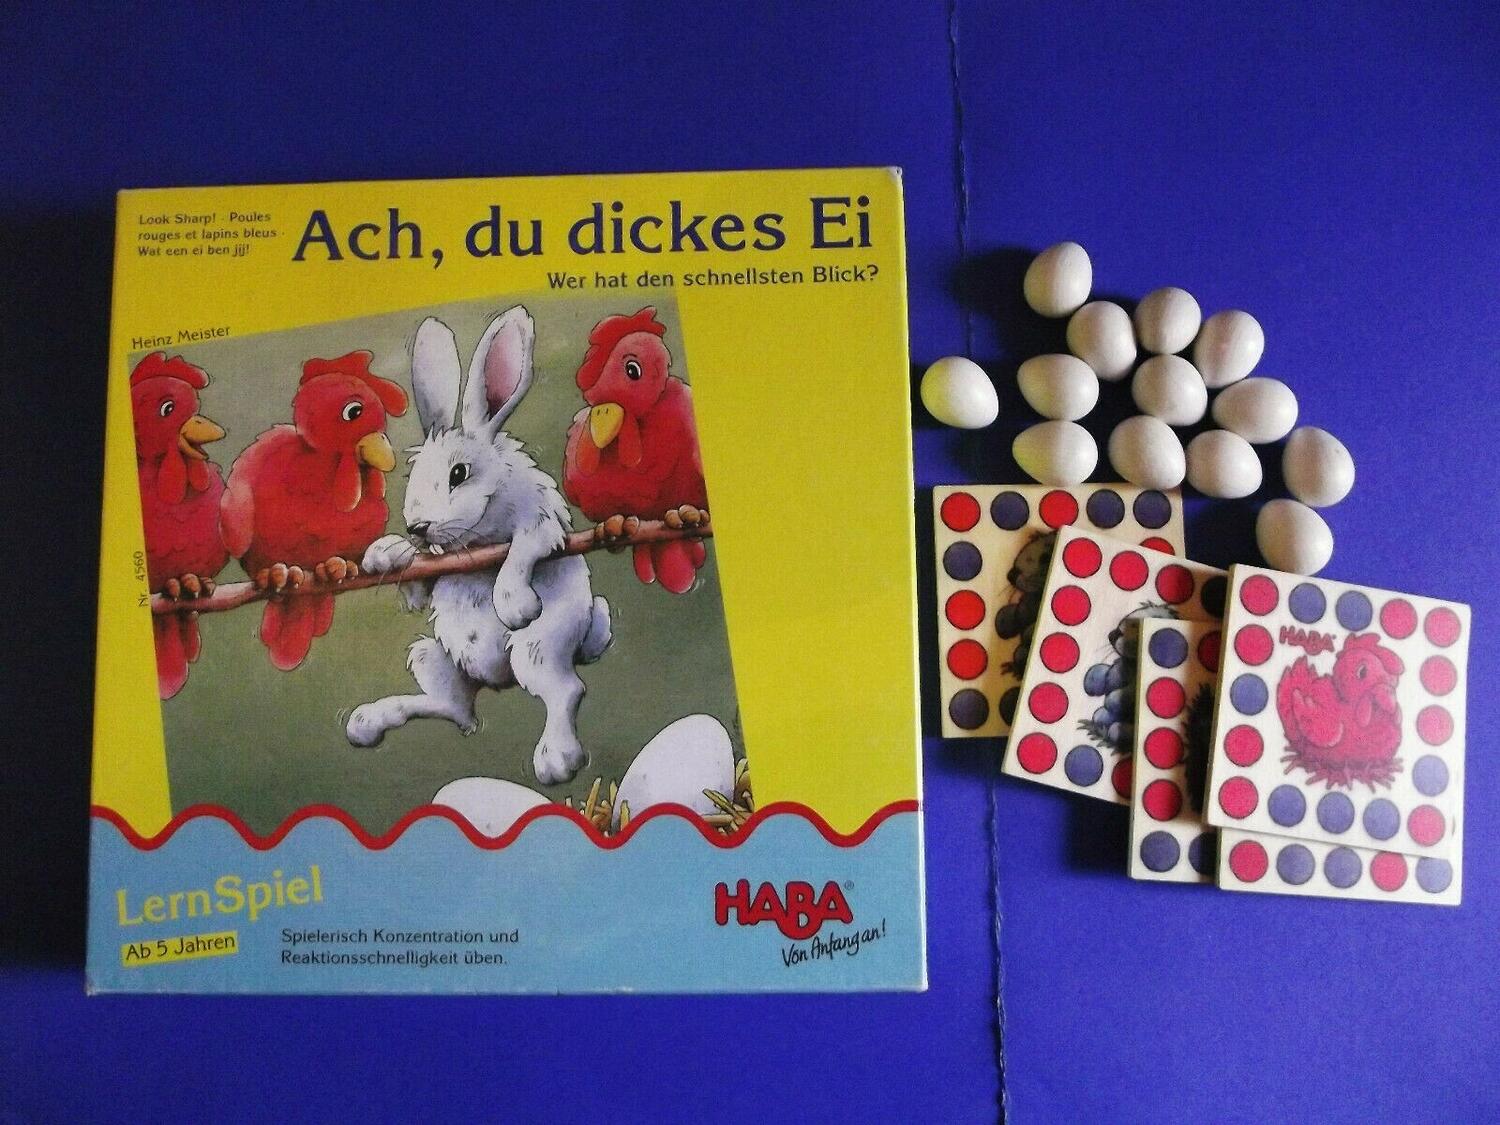 Look Sharp! · Poules
rouges et lapins bleus ·
Wat een ei ben jij!
Ach, du dickes Ei
Wer hat den schnellsten Blick?
Heinz Meister
Nr. 4560
LernSpiel
Ab 5 Jahren
Spielerisch Konzentration und
Reaktionsschnelligkeit üben.
HABA®
Von Anfang an!
HABA®